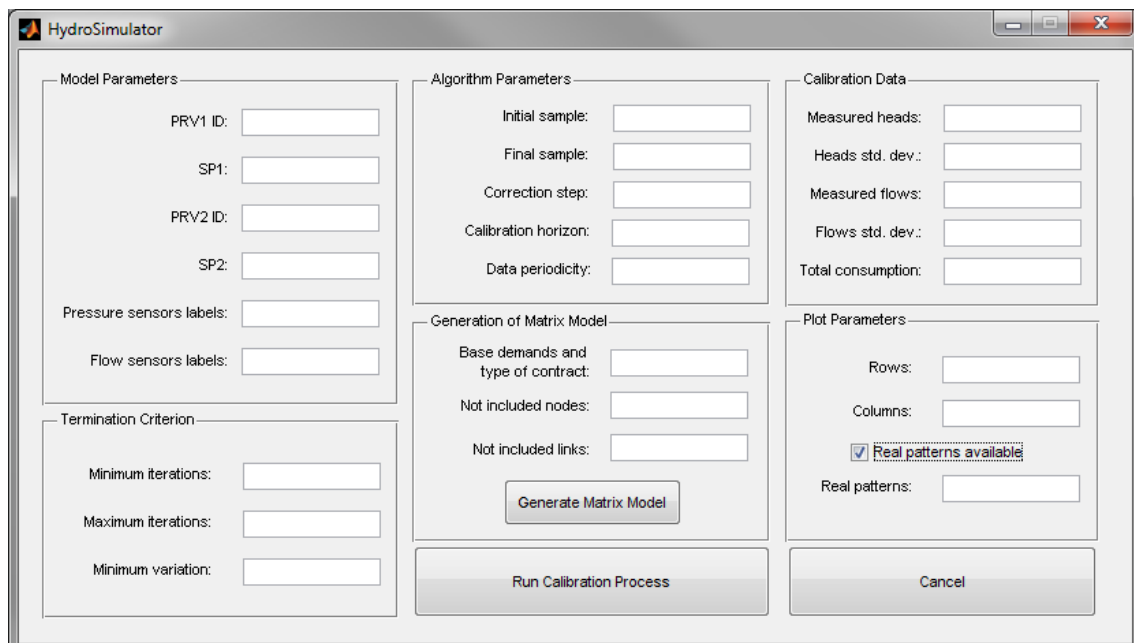 HydroSimulator
Model Parameters
PRV1 ID:
SP1:
PRV2 ID:
SP2:
Pressure sensors labels:
Flow sensors labels:
Termination Criterion
Minimum iterations:
Maximum iterations:
Minimum variation:
Algorithm Parameters
Initial sample:
Final sample:
Correction step:
Calibration horizon:
Data periodicity:
Generation of Matrix Model
Base demands and
type of contract:
Not included nodes:
Not included links:
Generate Matrix Model
Run Calibration Process
Calibration Data
Measured heads:
Heads std. dev.:
Measured flows:
Flows std. dev.:
Total consumption:
Plot Parameters
Rows:
Columns:
Real patterns available
Real patterns:
Cancel